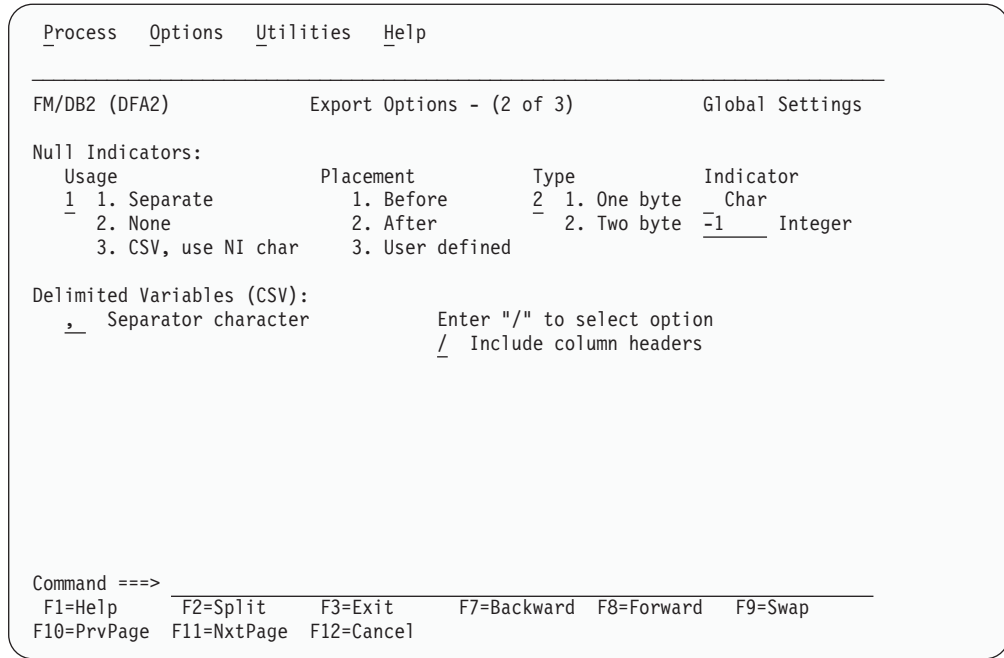 Process Options Utilities Help
FM/DB2 (DFA2) Export Options - (2 of 3) Global Settings
Null Indicators:
Usage Placement Type Indicator
1 1. Separate 1. Before 2 1. One byte _ Char
2. None 2. After 2. Two byte -1 Integer
3. CSV, use NI char 3. User defined
Delimited Variables (CSV):
, Separator character Enter "/" to select option
/ Include column headers
Command ===>
F1=Help F2=Split F3=Exit F7=Backward F8=Forward F9=Swap
F10=PrvPage F11=NxtPage F12=Cancel